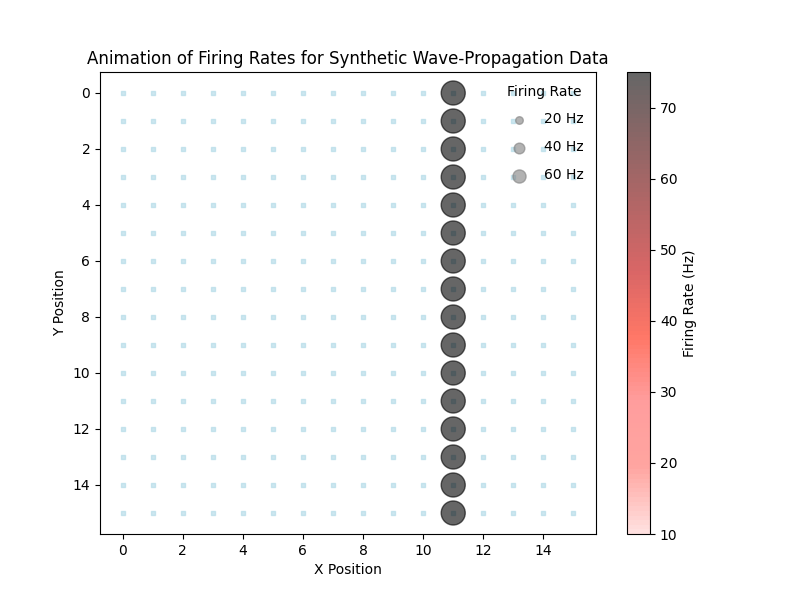 Animation of Firing Rates for Synthetic Wave-Propagation Data
Firing Rate
20 Hz
40 Hz
60 Hz
0
2
4
6
8
10
12
14
Y Position
0 2 4 6 8 10 12 14
X Position
70
60
50
40
30
20
10
Firing Rate (Hz)